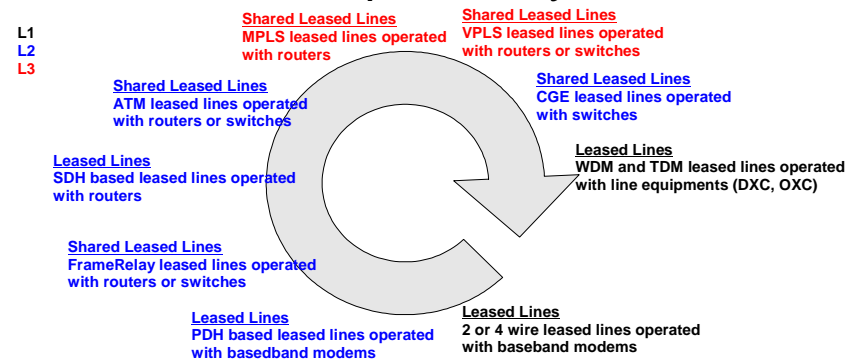 L1
L2
L3
Shared Leased Lines
MPLS leased lines operated
with routers
Shared Leased Lines
VPLS leased lines operated
with routers or switches
Shared Leased Lines
ATM leased lines operated
with routers or switches
Shared Leased Lines
CGE leased lines operated
with switches
Leased Lines
SDH based leased lines operated
with routers
Leased Lines
WDM and TDM leased lines operated
with line equipments (DXC, OXC)
Shared Leased Lines
FrameRelay leased lines operated
with routers or switches
Leased Lines
PDH based leased lines operated
with basedband modems
Leased Lines
2 or 4 wire leased lines operated
with baseband modems